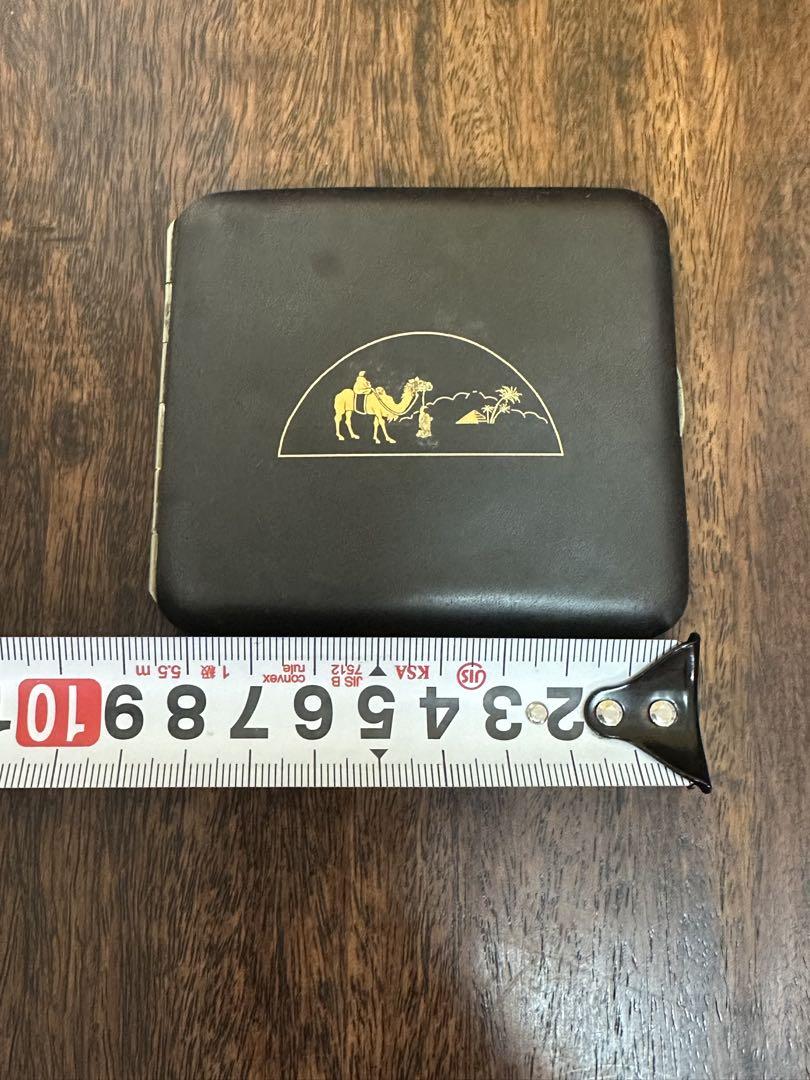 JIS
KSA
JIS B
7512
convex
rule
1級
5.5 m
2 3 4 5 6 7 8 9 10